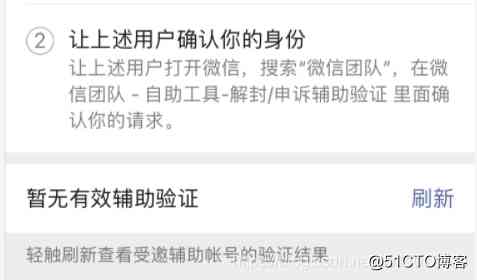 2 让上述用户确认你的身份
让上述用户打开微信，搜索“微信团队”，在微
信团队 - 自助工具-解封/申诉辅助验证 里面确
认你的请求。
暂无有效辅助验证 刷新
轻触刷新查看受邀辅助帐号的验证结果
@51CTO博客